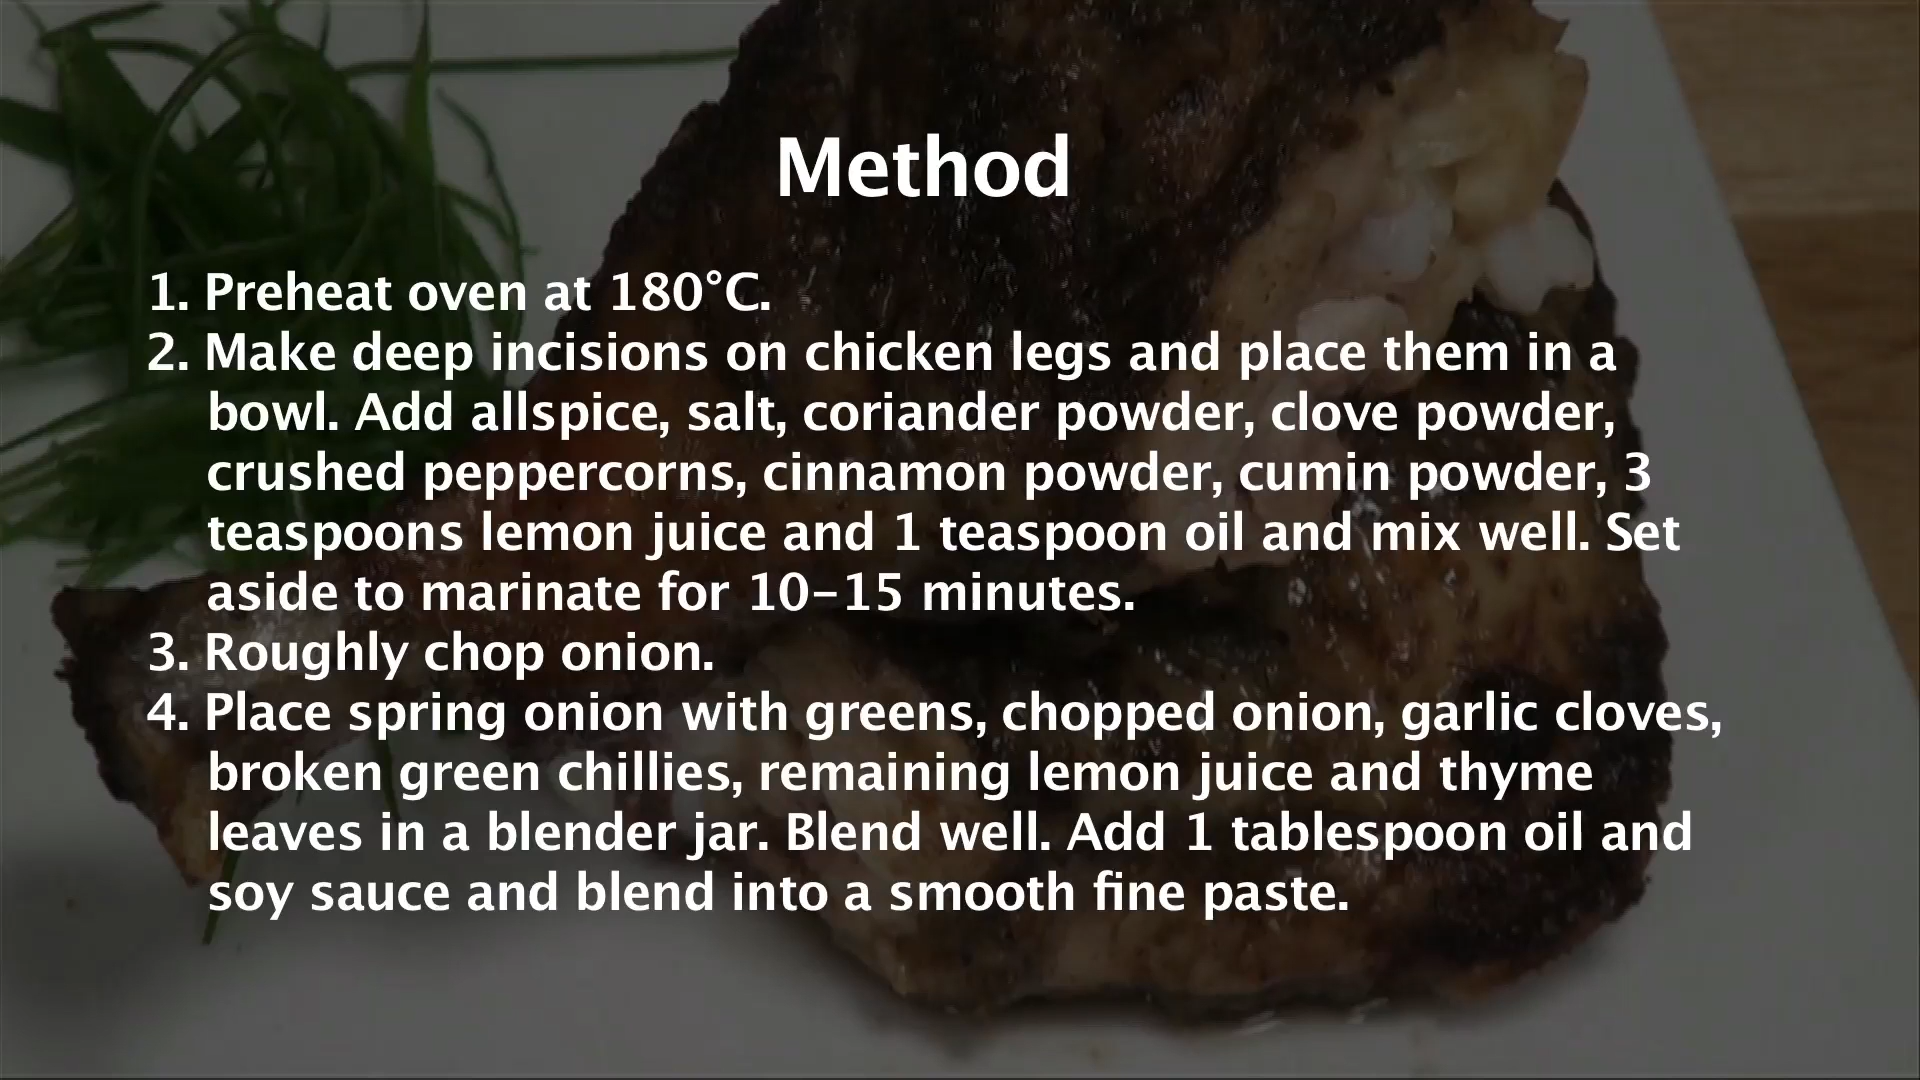 Method
1. Preheat oven at 180°C.
2. Make deep incisions on chicken legs and place them in a
bowl. Add allspice, salt, coriander powder, clove powder,
crushed peppercorns, cinnamon powder, cumin powder, 3
teaspoons lemon juice and 1 teaspoon oil and mix well. Set
aside to marinate for 10–15 minutes.
3. Roughly chop onion.
4. Place spring onion with greens, chopped onion, garlic cloves,
broken green chillies, remaining lemon juice and thyme
leaves in a blender jar. Blend well. Add 1 tablespoon oil and
soy sauce and blend into a smooth fine paste.